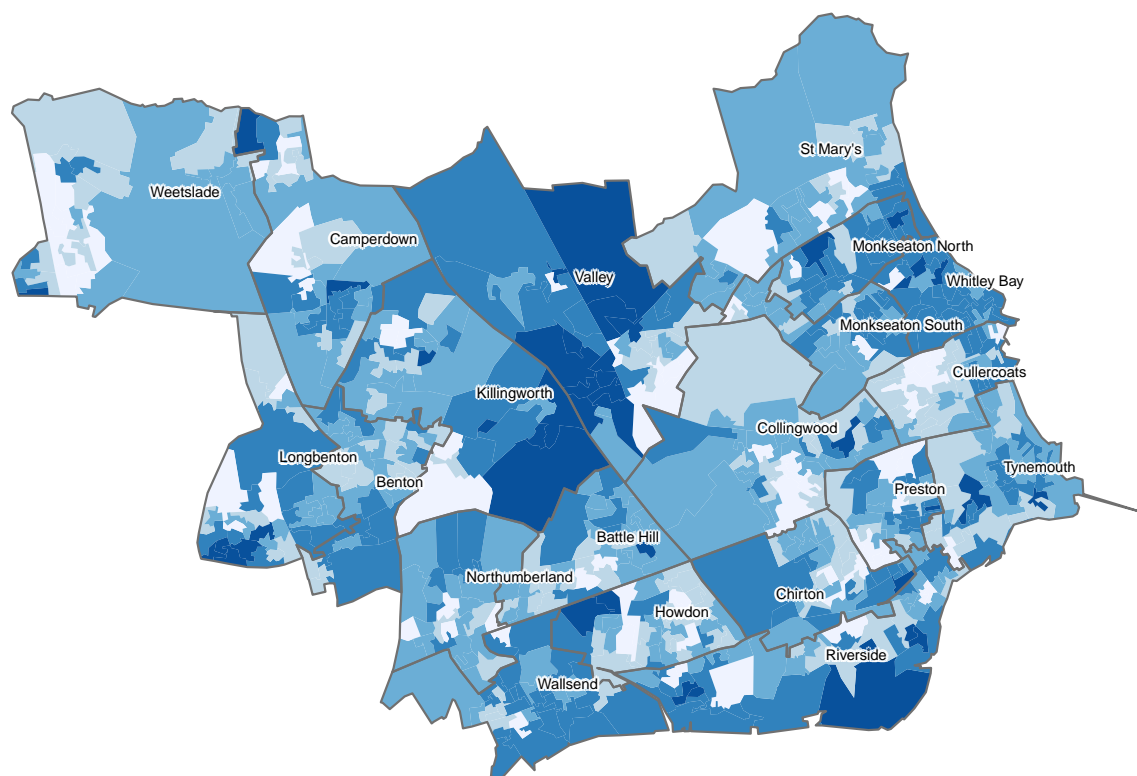 St Mary's
Weetslade
Camperdown
Monkseaton North
Valley
Whitley Bay
Monkseaton South
Cullercoats
Killingworth
Collingwood
Longbenton
Tynemouth
Benton
Preston
Battle Hill
Northumberland
Chirton
Howdon
Riverside
Wallsend